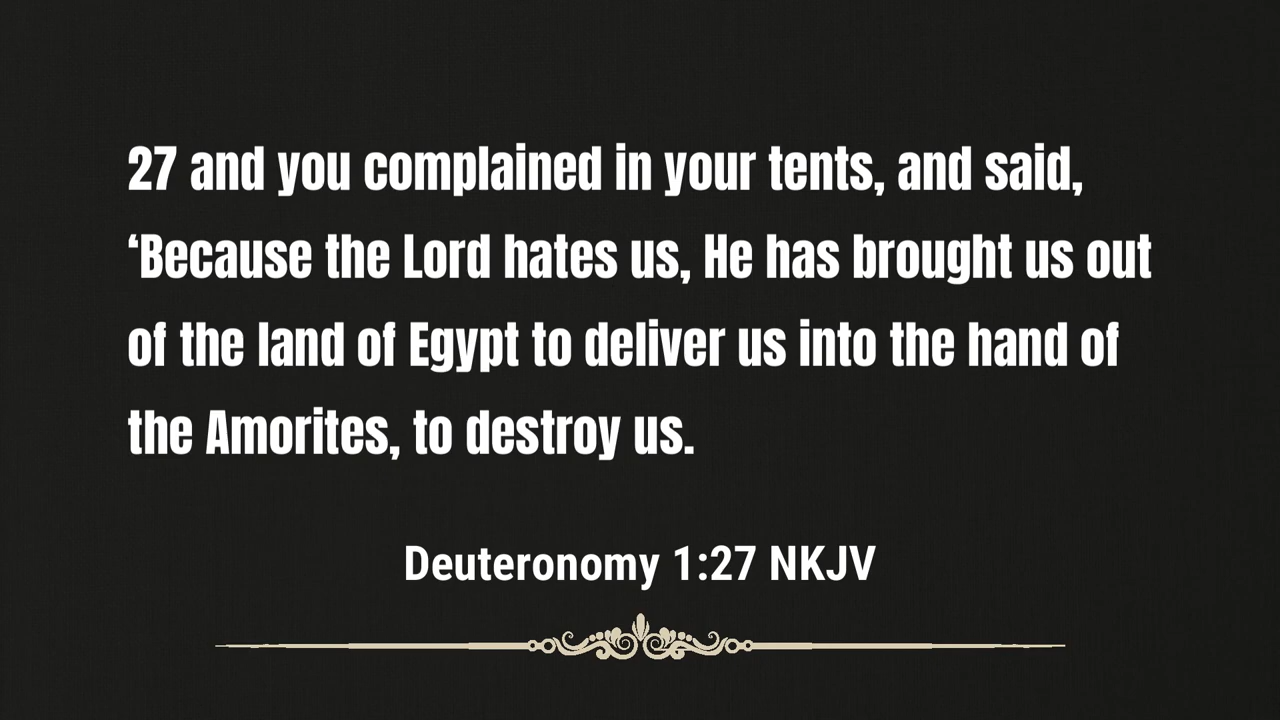 27 and you complained in your tents, and said,
‘Because the Lord hates us, He has brought us out
of the land of Egypt to deliver us into the hand of
the Amorites, to destroy us.
Deuteronomy 1:27 NKJV